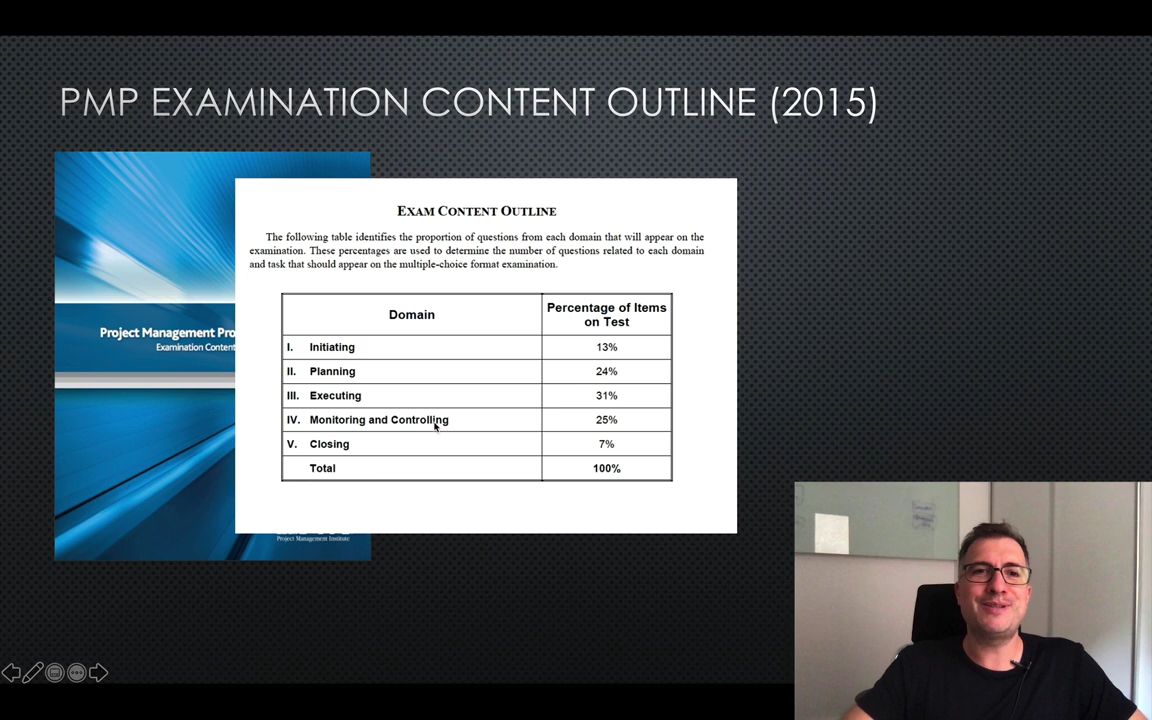 PMP EXAMINATION CONTENT OUTLINE (2015)
EXAM CONTENT OUTLINE
The following table identifies the proportion of questions from each domain that will appear on the
examination. These percentages are used to determine the number of questions related to each domain
and task that should appear on the multiple-choice format examination.
Domain
Percentage of Items
on Test
I. Initiating 13%
II. Planning 24%
III. Executing 31%
IV. Monitoring and Controlling 25%
V. Closing 7%
Total 100%
Project Management Pro
Examination Content
Project Management Institute